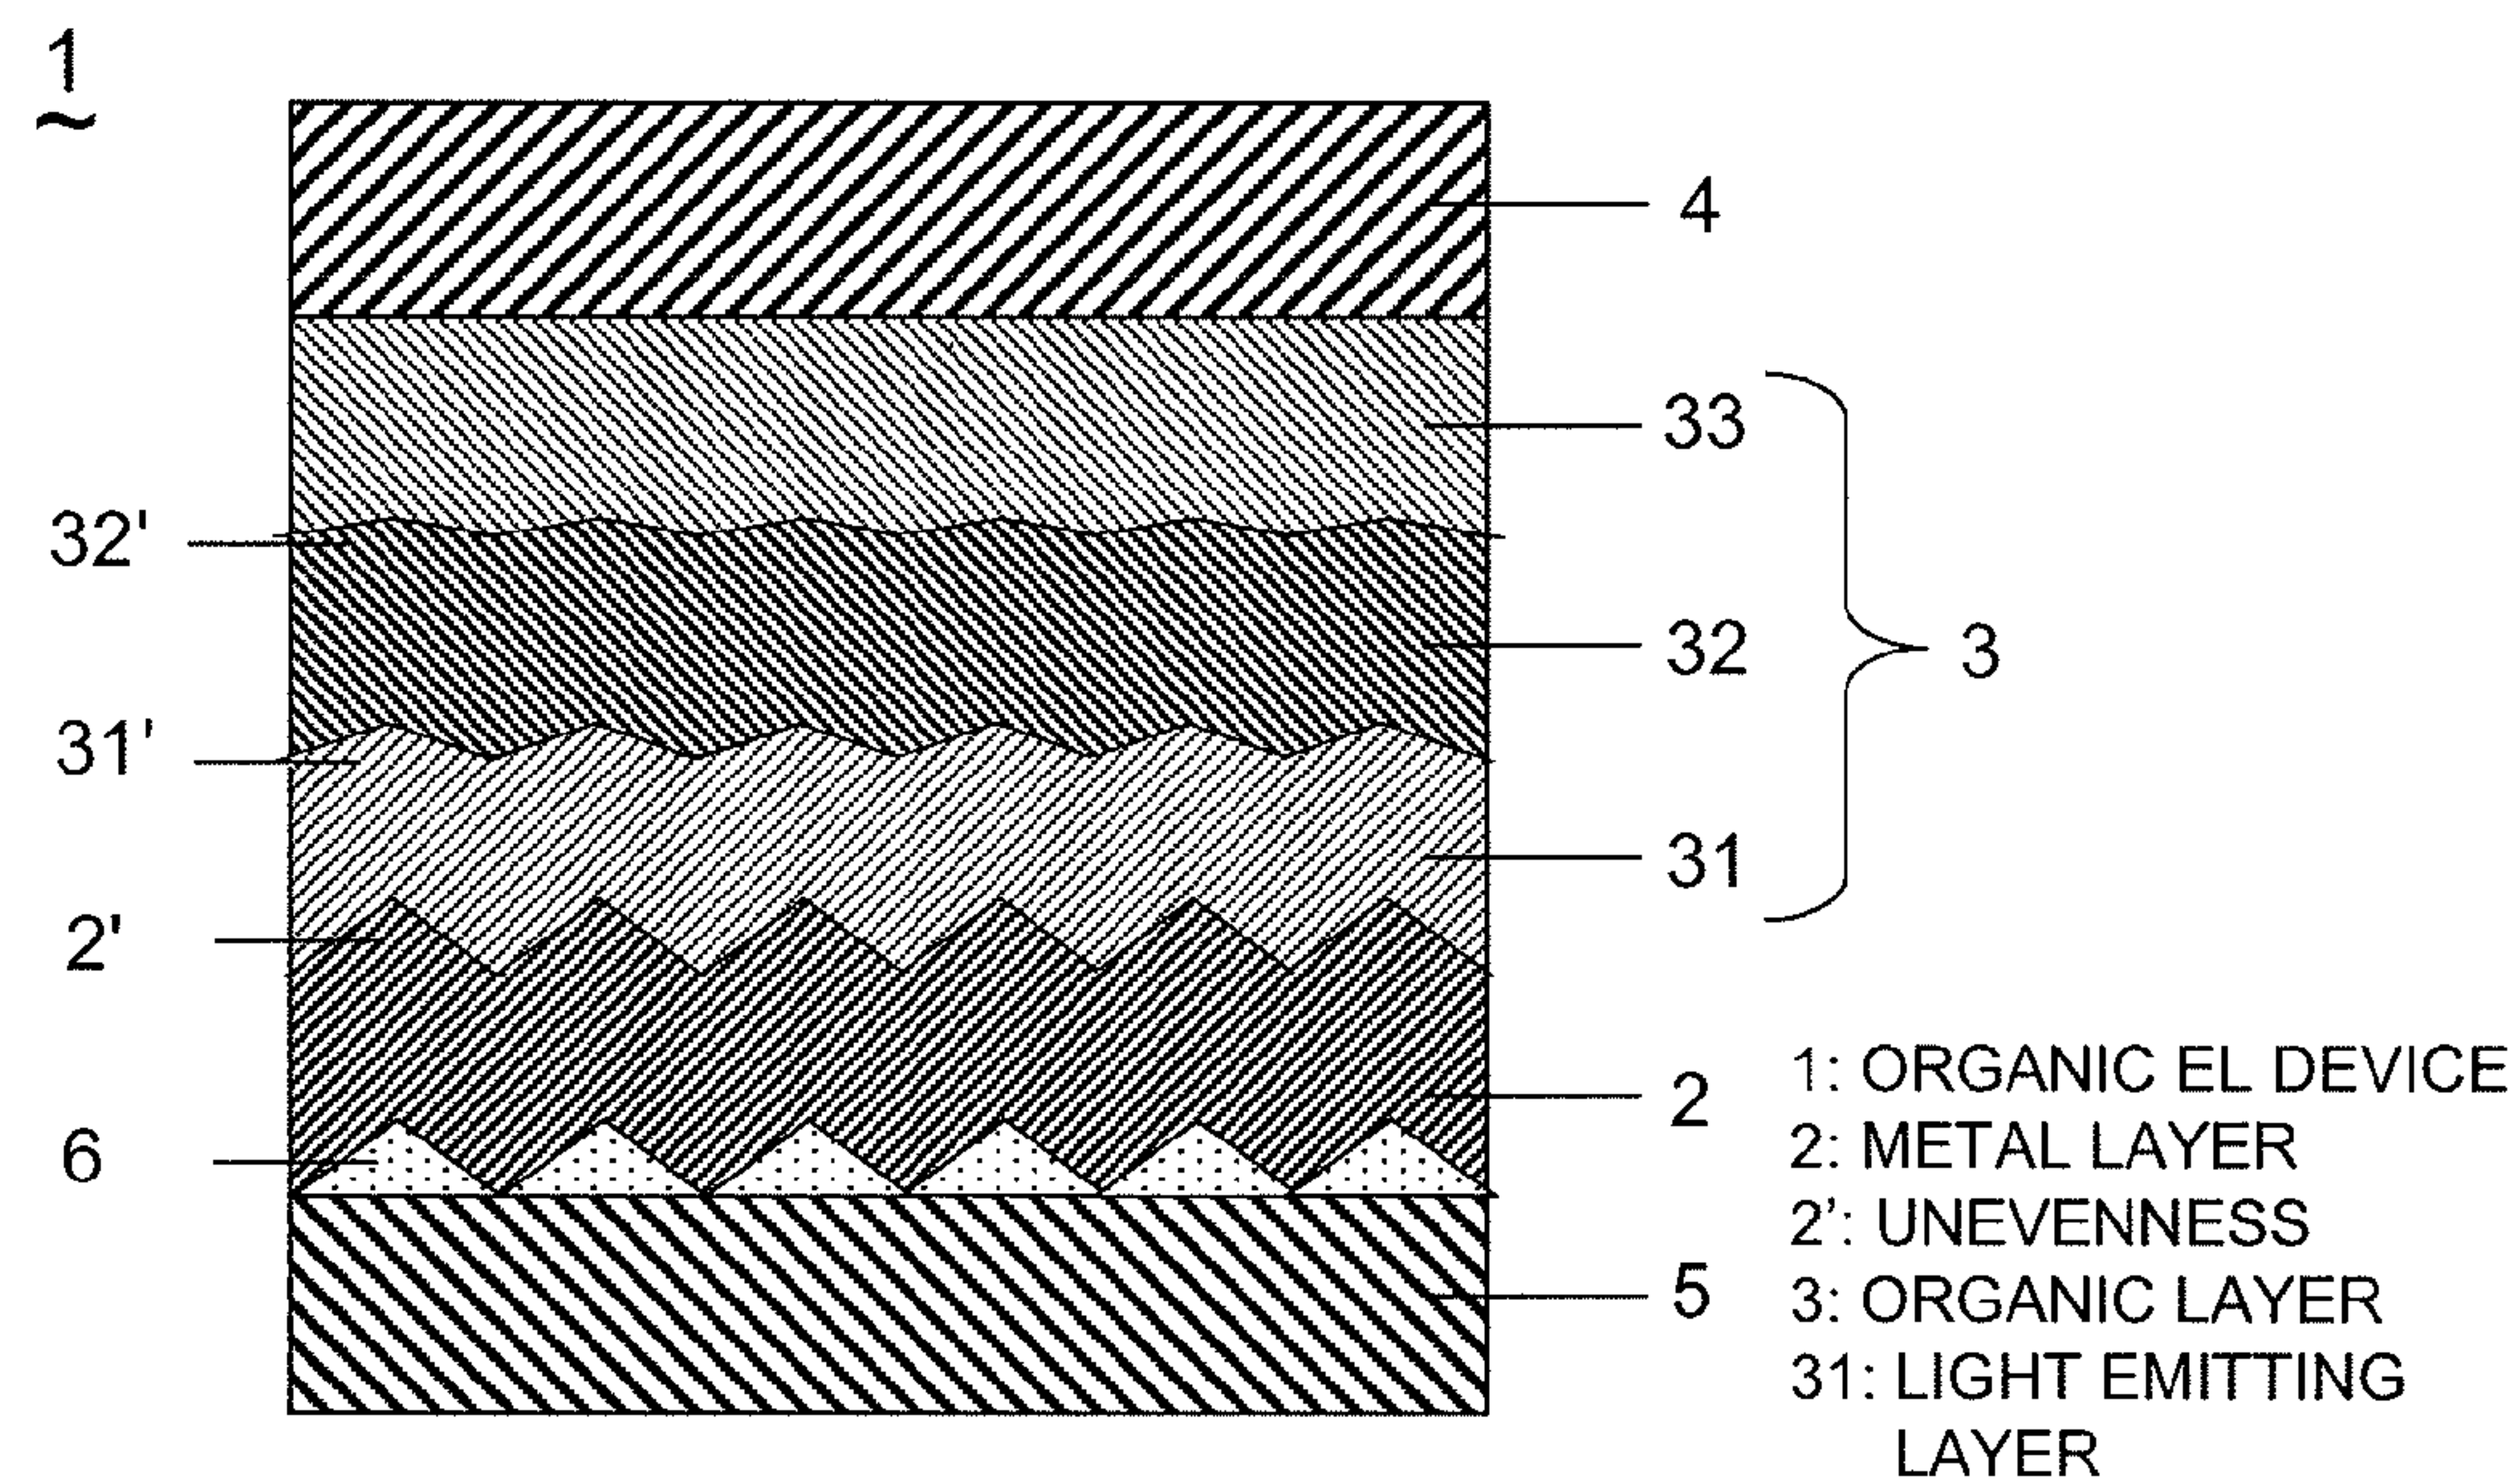 1
4
33
32'
32
3
31'
31
2'
2
6
5
1: ORGANIC EL DEVICE
2: METAL LAYER
2': UNEVENNESS
3: ORGANIC LAYER
31: LIGHT EMITTING
LAYER